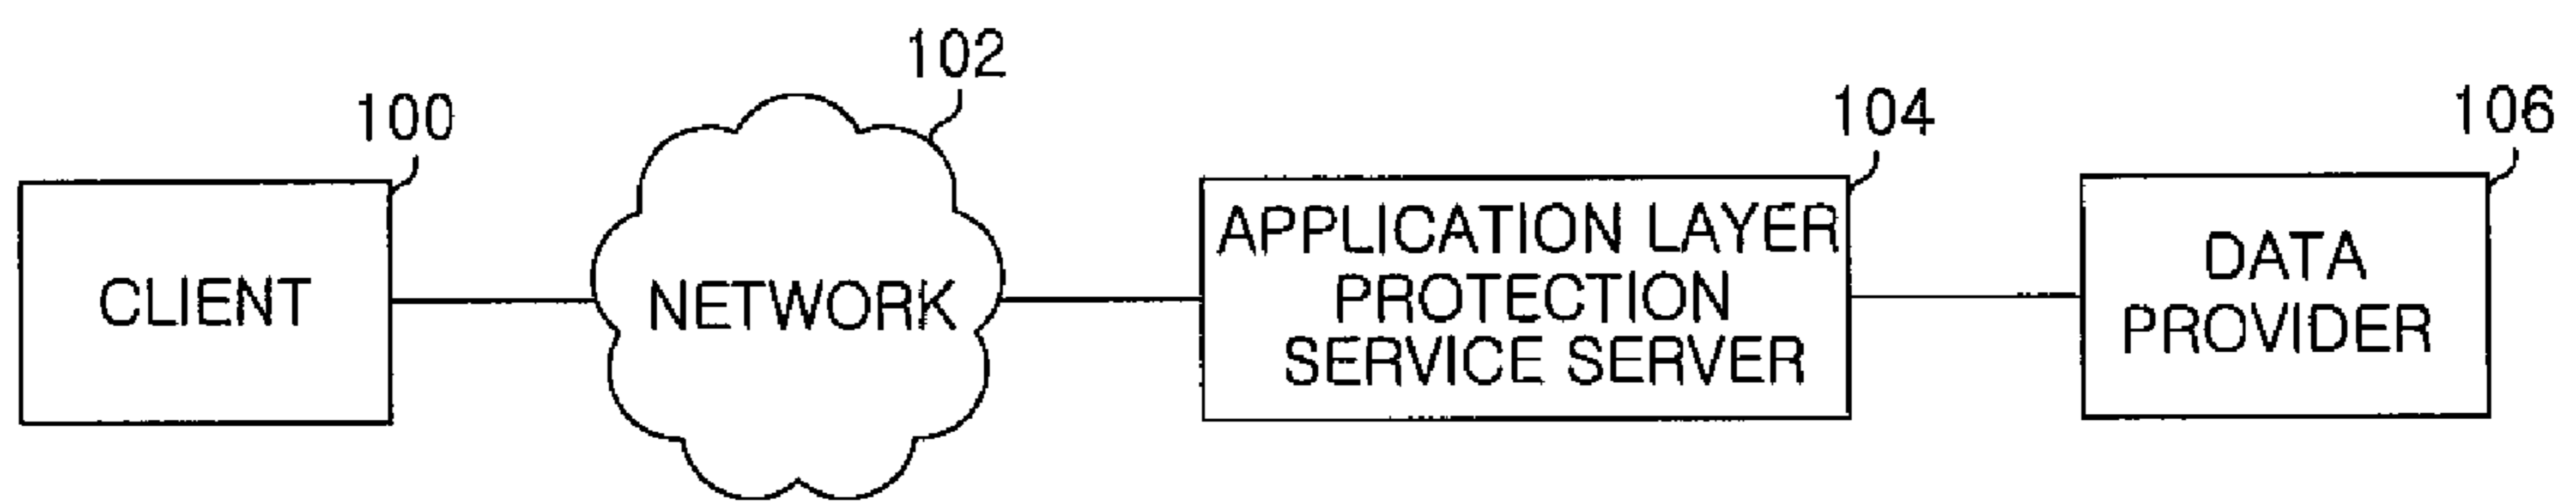 102
100
104
106
CLIENT
NETWORK
APPLICATION LAYER
PROTECTION
SERVICE SERVER
DATA
PROVIDER